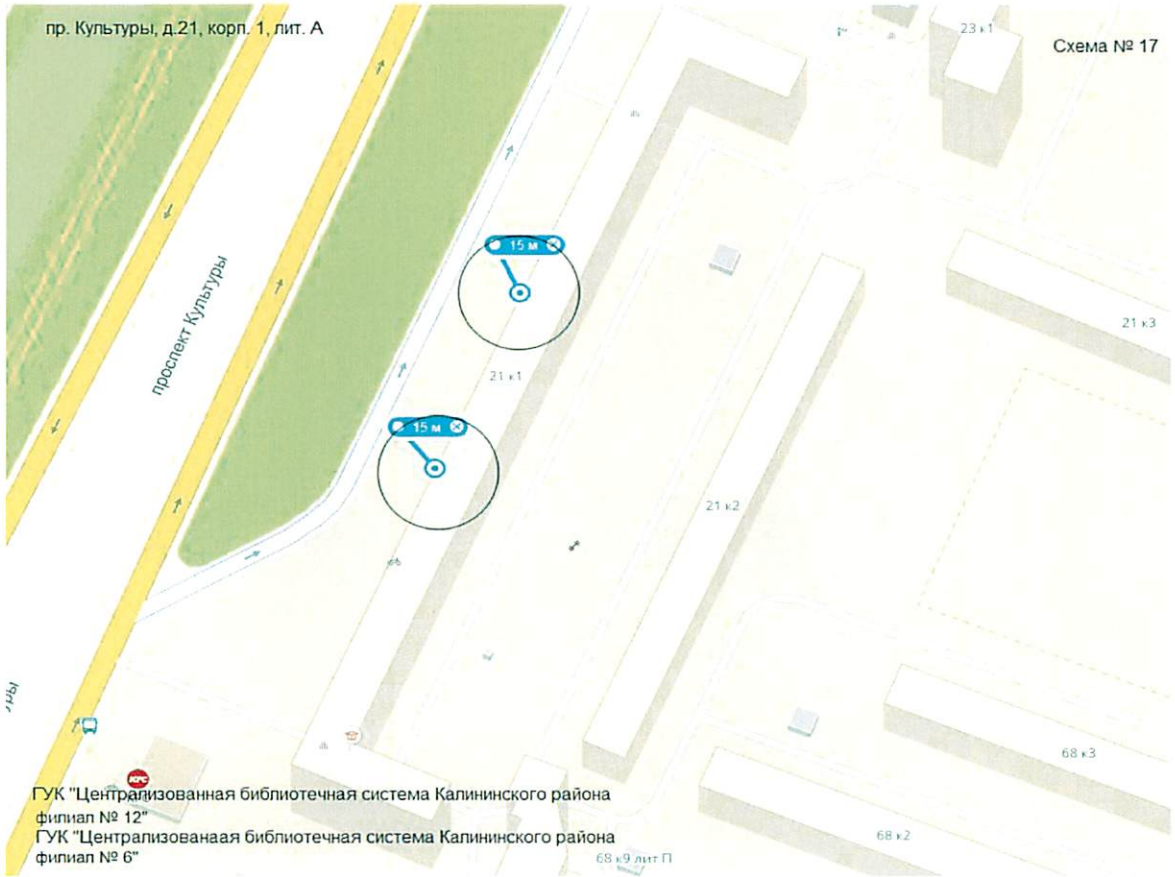 пр. Культуры, д.21, корп. 1, лит. А
Схема № 17
23 к1
15 м
21 к3
проспект Культуры
21 к1
15 м
21 к2
68 к3
KFC
ГУК "Централизованная библиотечная система Калининского района
филиал № 12"
ГУК "Централизованаая библиотечная система Калининского района
филиал № 6"
68 к2
68 к9 лит П